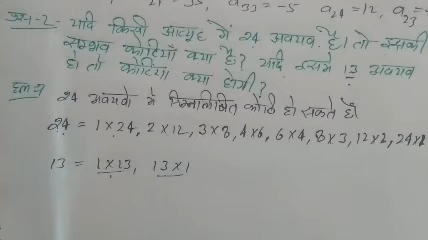 a₃₃ = -5 a₂₄ = 12, a₂₃
प्रश्न-2 - यदि किसी आव्यूह में 24 अवयव हैं। तो इसकी
सम्भव कोटियाँ क्या हैं? यदि इसमें 13 अवयव
हो तो कोटियां क्या होगी?
हल ⇒ 24 अवयवो मे निम्नलिखित कोटि हो सकते हैं
24 = 1×24, 2×12, 3×8, 4×6, 6×4, 8×3, 12×2, 24×1
13 = 1×13, 13×1